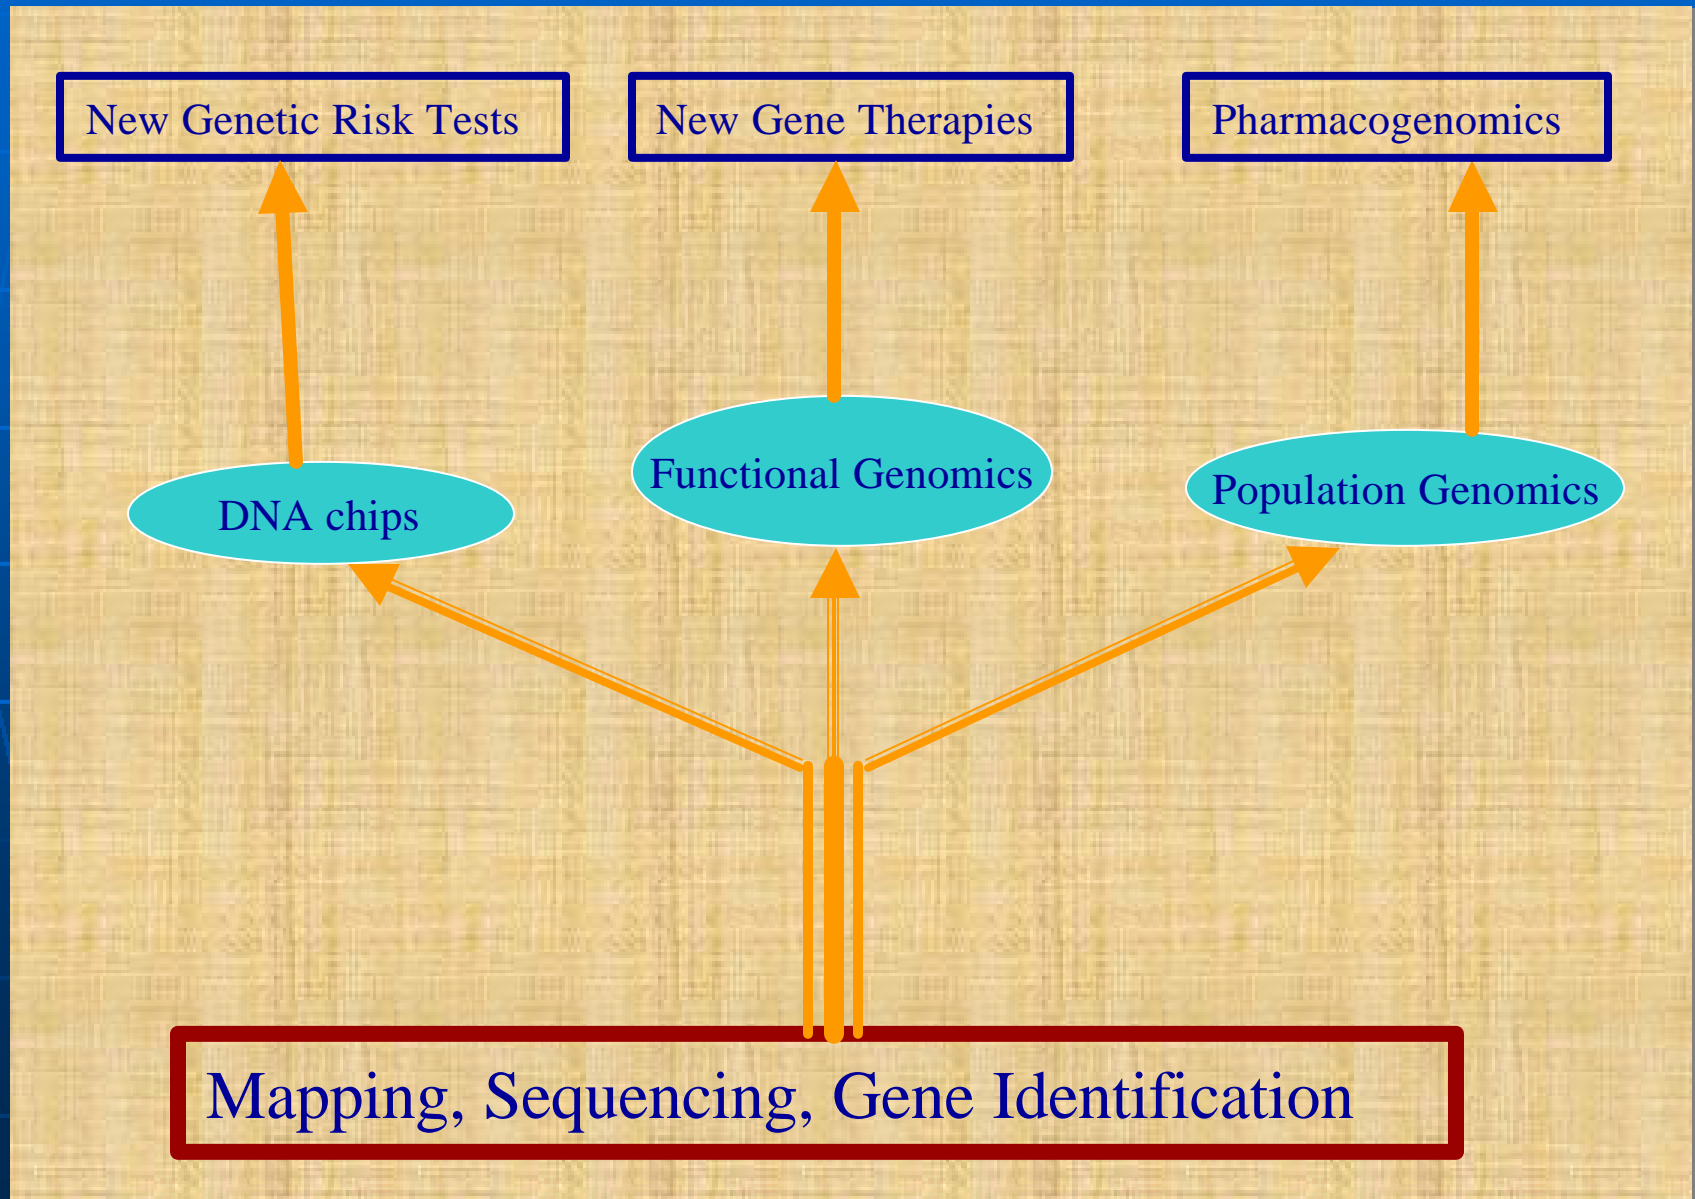 New Genetic Risk Tests
New Gene Therapies
Pharmacogenomics
DNA chips
Functional Genomics
Population Genomics
Mapping, Sequencing, Gene Identification